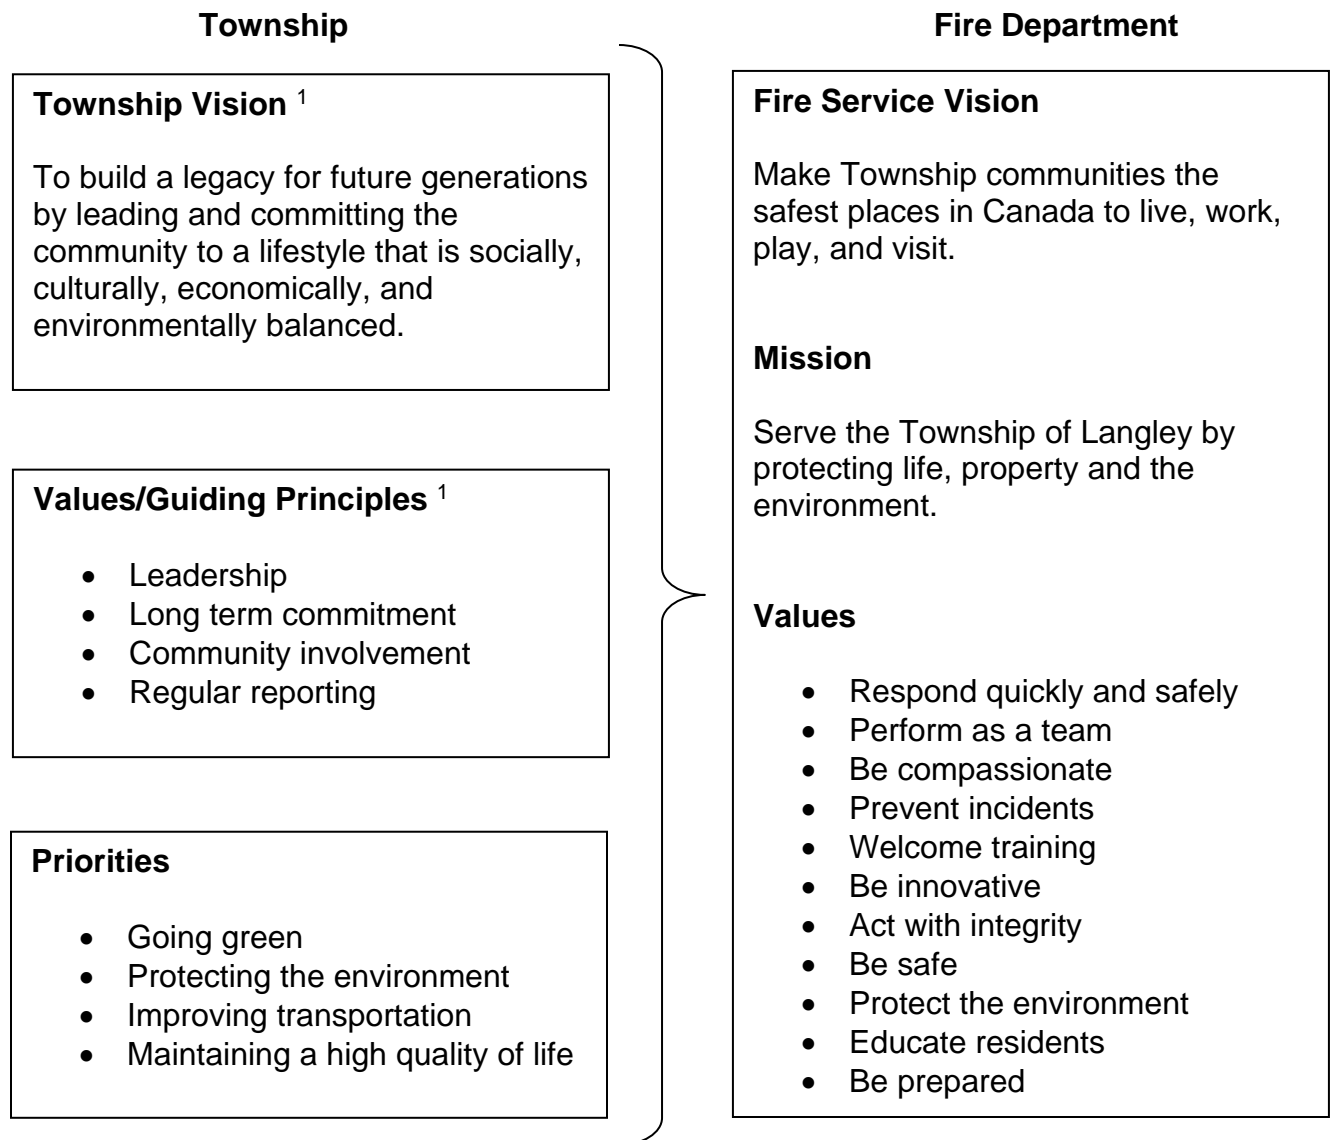 Township
Township Vision 1
To build a legacy for future generations
by leading and committing the
community to a lifestyle that is socially,
culturally, economically, and
environmentally balanced.
Values/Guiding Principles 1
• Leadership
• Long term commitment
• Community involvement
• Regular reporting
Priorities
• Going green
• Protecting the environment
• Improving transportation
• Maintaining a high quality of life
Fire Department
Fire Service Vision
Make Township communities the
safest places in Canada to live, work,
play, and visit.
Mission
Serve the Township of Langley by
protecting life, property and the
environment.
Values
• Respond quickly and safely
• Perform as a team
• Be compassionate
• Prevent incidents
• Welcome training
• Be innovative
• Act with integrity
• Be safe
• Protect the environment
• Educate residents
• Be prepared